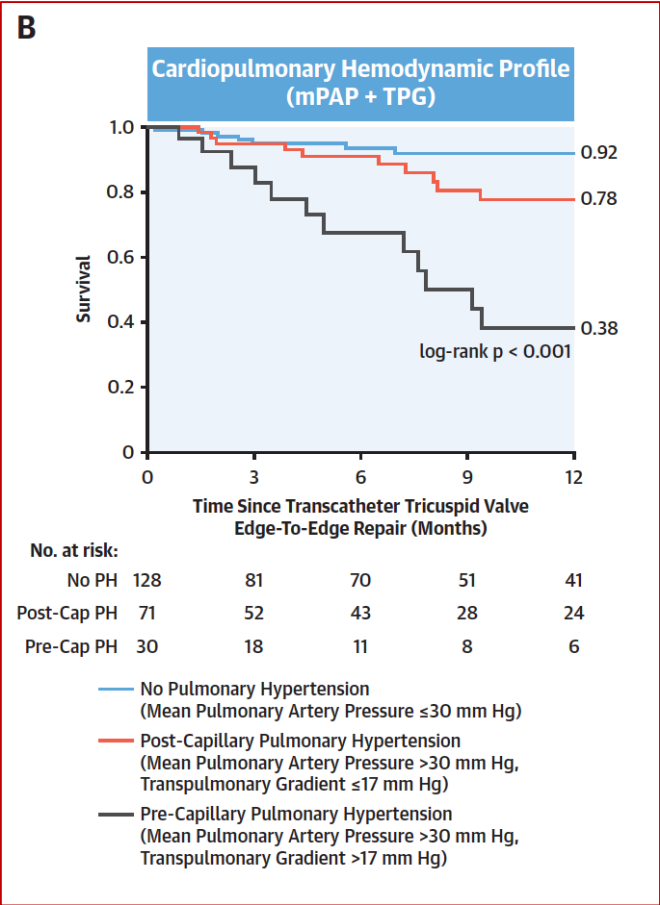 B
Cardiopulmonary Hemodynamic Profile
(mPAP + TPG)
1.0
0.8
0.6
0.4
0.2
0
Survival
0.92
0.78
0.38
log-rank p < 0.001
0 3 6 9 12
Time Since Transcatheter Tricuspid Valve
Edge-To-Edge Repair (Months)
No. at risk:
No PH 128 81 70 51 41
Post-Cap PH 71 52 43 28 24
Pre-Cap PH 30 18 11 8 6
No Pulmonary Hypertension
(Mean Pulmonary Artery Pressure ≤30 mm Hg)
Post-Capillary Pulmonary Hypertension
(Mean Pulmonary Artery Pressure >30 mm Hg,
Transpulmonary Gradient ≤17 mm Hg)
Pre-Capillary Pulmonary Hypertension
(Mean Pulmonary Artery Pressure >30 mm Hg,
Transpulmonary Gradient >17 mm Hg)